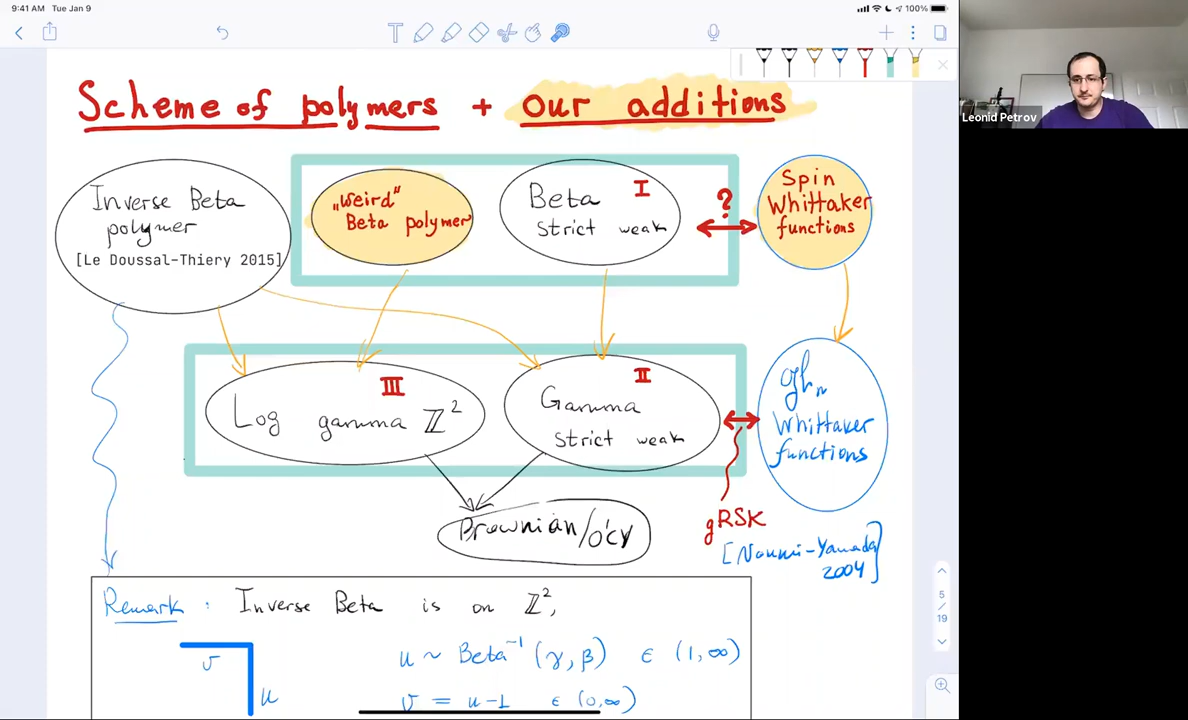 9:41 AM Tue Jan 9
100%
Scheme of polymers + Our additions
Leonid Petrov
Inverse Beta
polymer
[Le Doussal-Thiery 2015]
"Weird"
Beta polymer
Beta I
Strict weak
?
Spin
Whittaker
functions
III
Log gamma ℤ²
II
Gamma
Strict weak
gl_n
Whittaker
functions
Brownian/O'CY
gRSK
[Noumi-Yamada
2004]
Remark: Inverse Beta is on ℤ²,
v
u
u ~ Beta⁻¹(γ, β) ∈ (1, ∞)
v = u-1 ∈ (0, ∞)
5
/
19